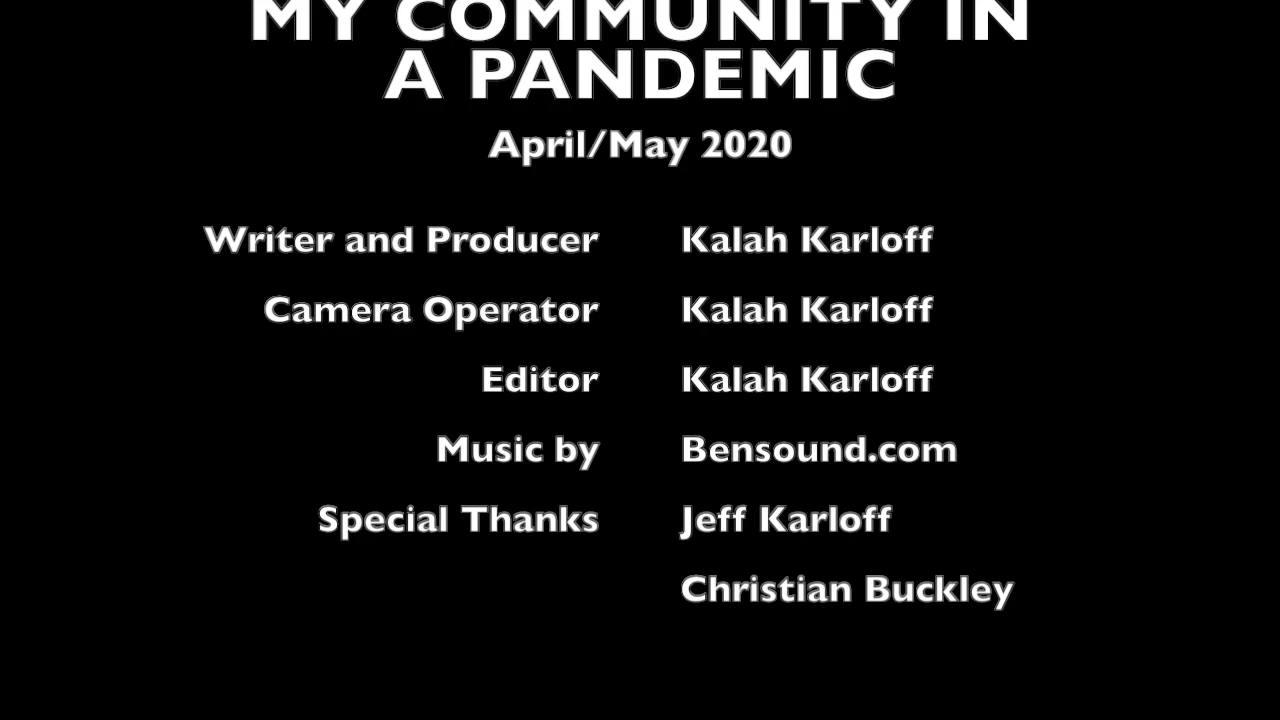 MY COMMUNITY IN
A PANDEMIC
April/May 2020
Writer and Producer Kalah Karloff
Camera Operator Kalah Karloff
Editor Kalah Karloff
Music by Bensound.com
Special Thanks Jeff Karloff
Christian Buckley